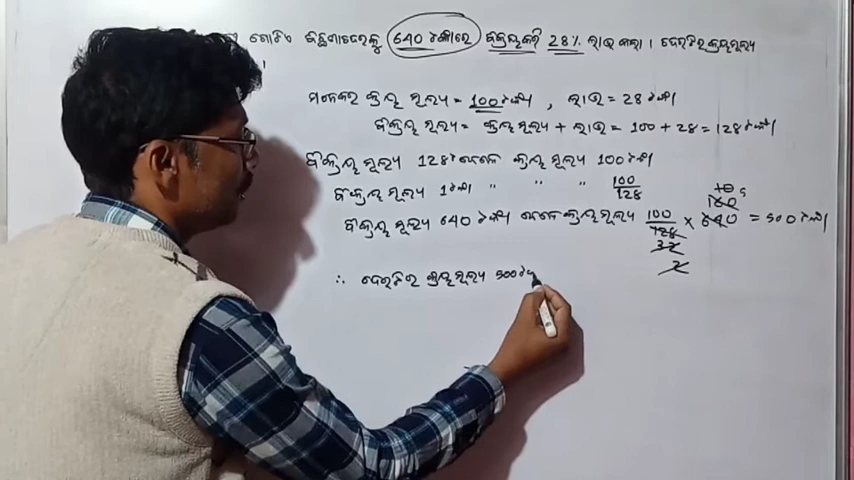 ଗୋଟିଏ ଜିନିଷକୁ 640 ଟଙ୍କାରେ ବିକ୍ରୟକରି 28% ଲାଭ କଲା । କ୍ରୟମୂଲ୍ୟ
ମନେକର କ୍ରୟ ମୂଲ୍ୟ = 100 ଟଙ୍କା , ଲାଭ = 28 ଟଙ୍କା
ବିକ୍ରୟ ମୂଲ୍ୟ = କ୍ରୟ ମୂଲ୍ୟ + ଲାଭ = 100 + 28 = 128 ଟଙ୍କା
ବିକ୍ରୟ ମୂଲ୍ୟ 128 ଟ ହେଲେ କ୍ରୟ ମୂଲ୍ୟ 100 ଟଙ୍କା
ବିକ୍ରୟ ମୂଲ୍ୟ 1 ଟଙ୍କା " " " 100/128
ବିକ୍ରୟ ମୂଲ୍ୟ 640 ଟଙ୍କା ହେଲେ କ୍ରୟ ମୂଲ୍ୟ 100/128 × 640 = 500 ଟଙ୍କା
∴ କ୍ରୟ ମୂଲ୍ୟ 500 ଟ